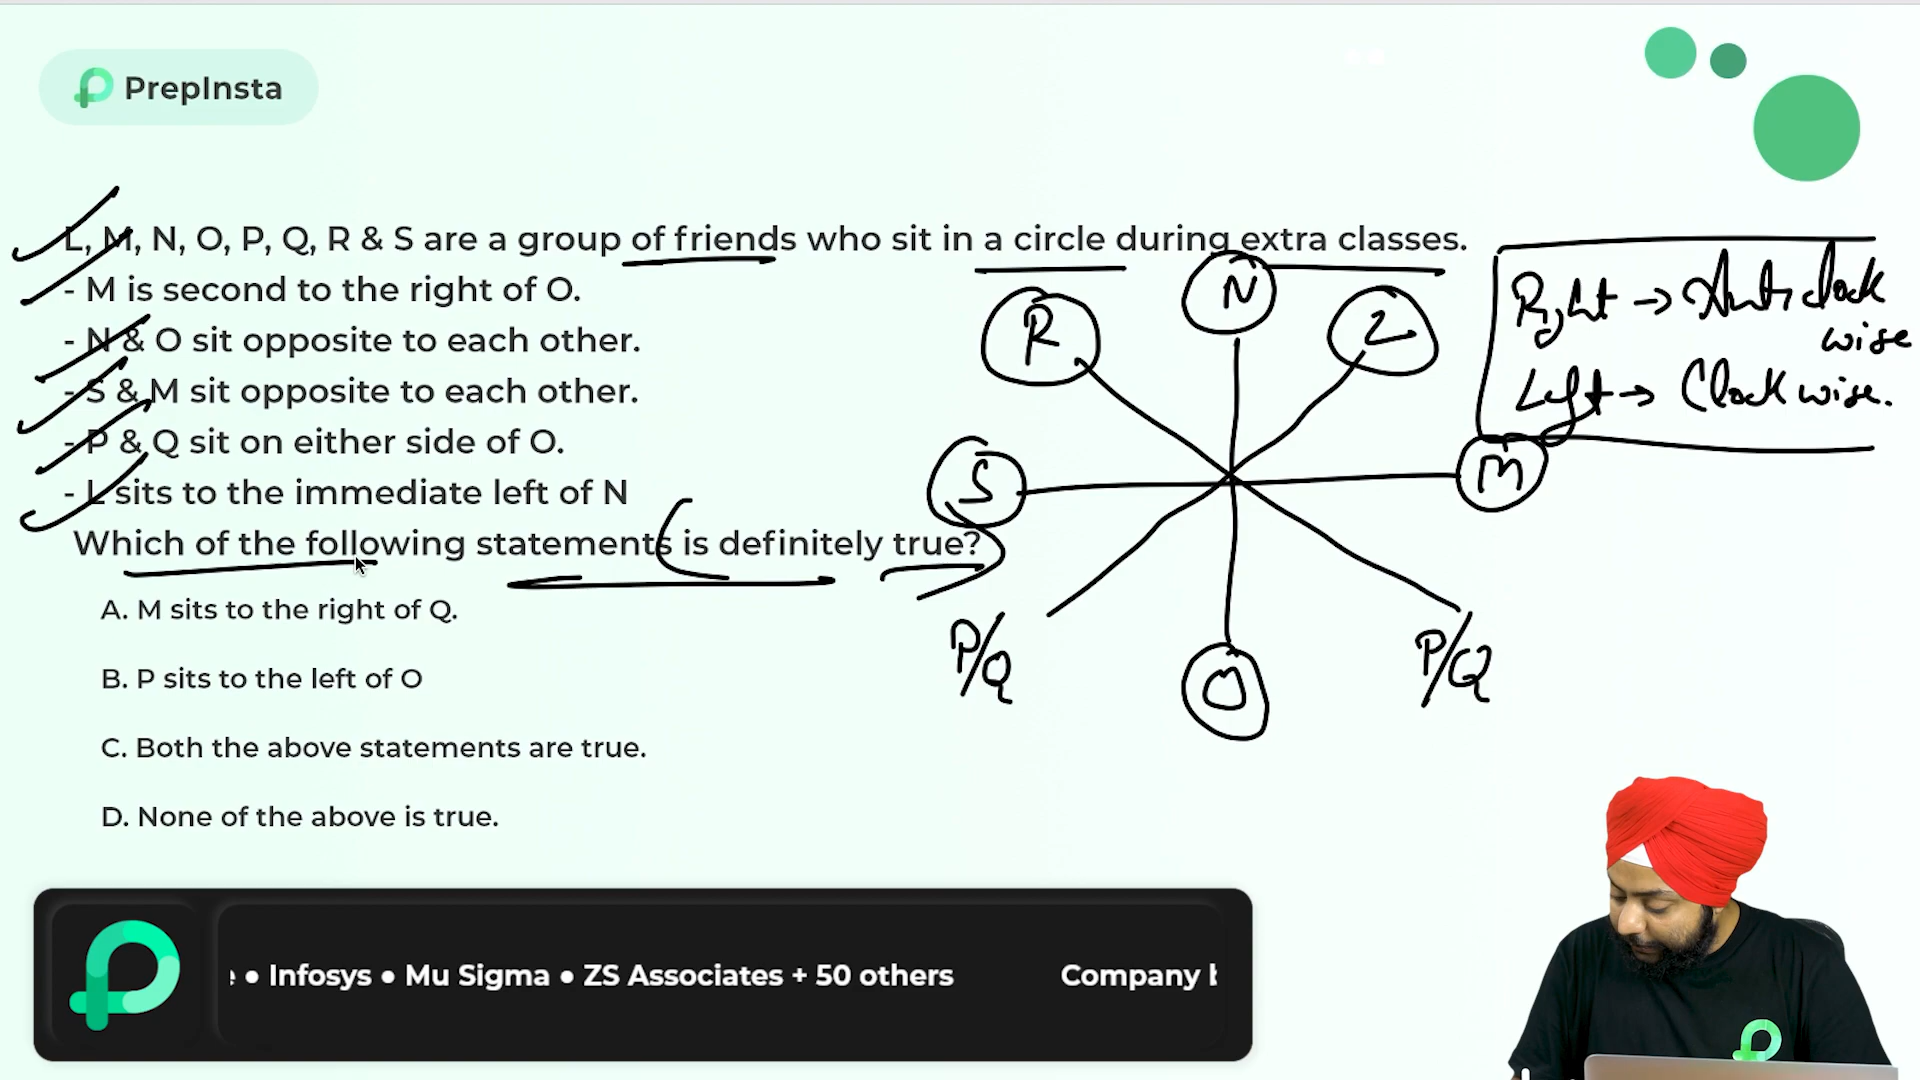 PrepInsta
L, M, N, O, P, Q, R & S are a group of friends who sit in a circle during extra classes.
- M is second to the right of O.
- N & O sit opposite to each other.
- S & M sit opposite to each other.
- P & Q sit on either side of O.
- L sits to the immediate left of N
Which of the following statements is definitely true?
A. M sits to the right of Q.
B. P sits to the left of O
C. Both the above statements are true.
D. None of the above is true.
R
N
L
S
M
P/Q
O
P/Q
Right → Anticlock
wise
Left → Clockwise.
e • Infosys • Mu Sigma • ZS Associates + 50 others
Company